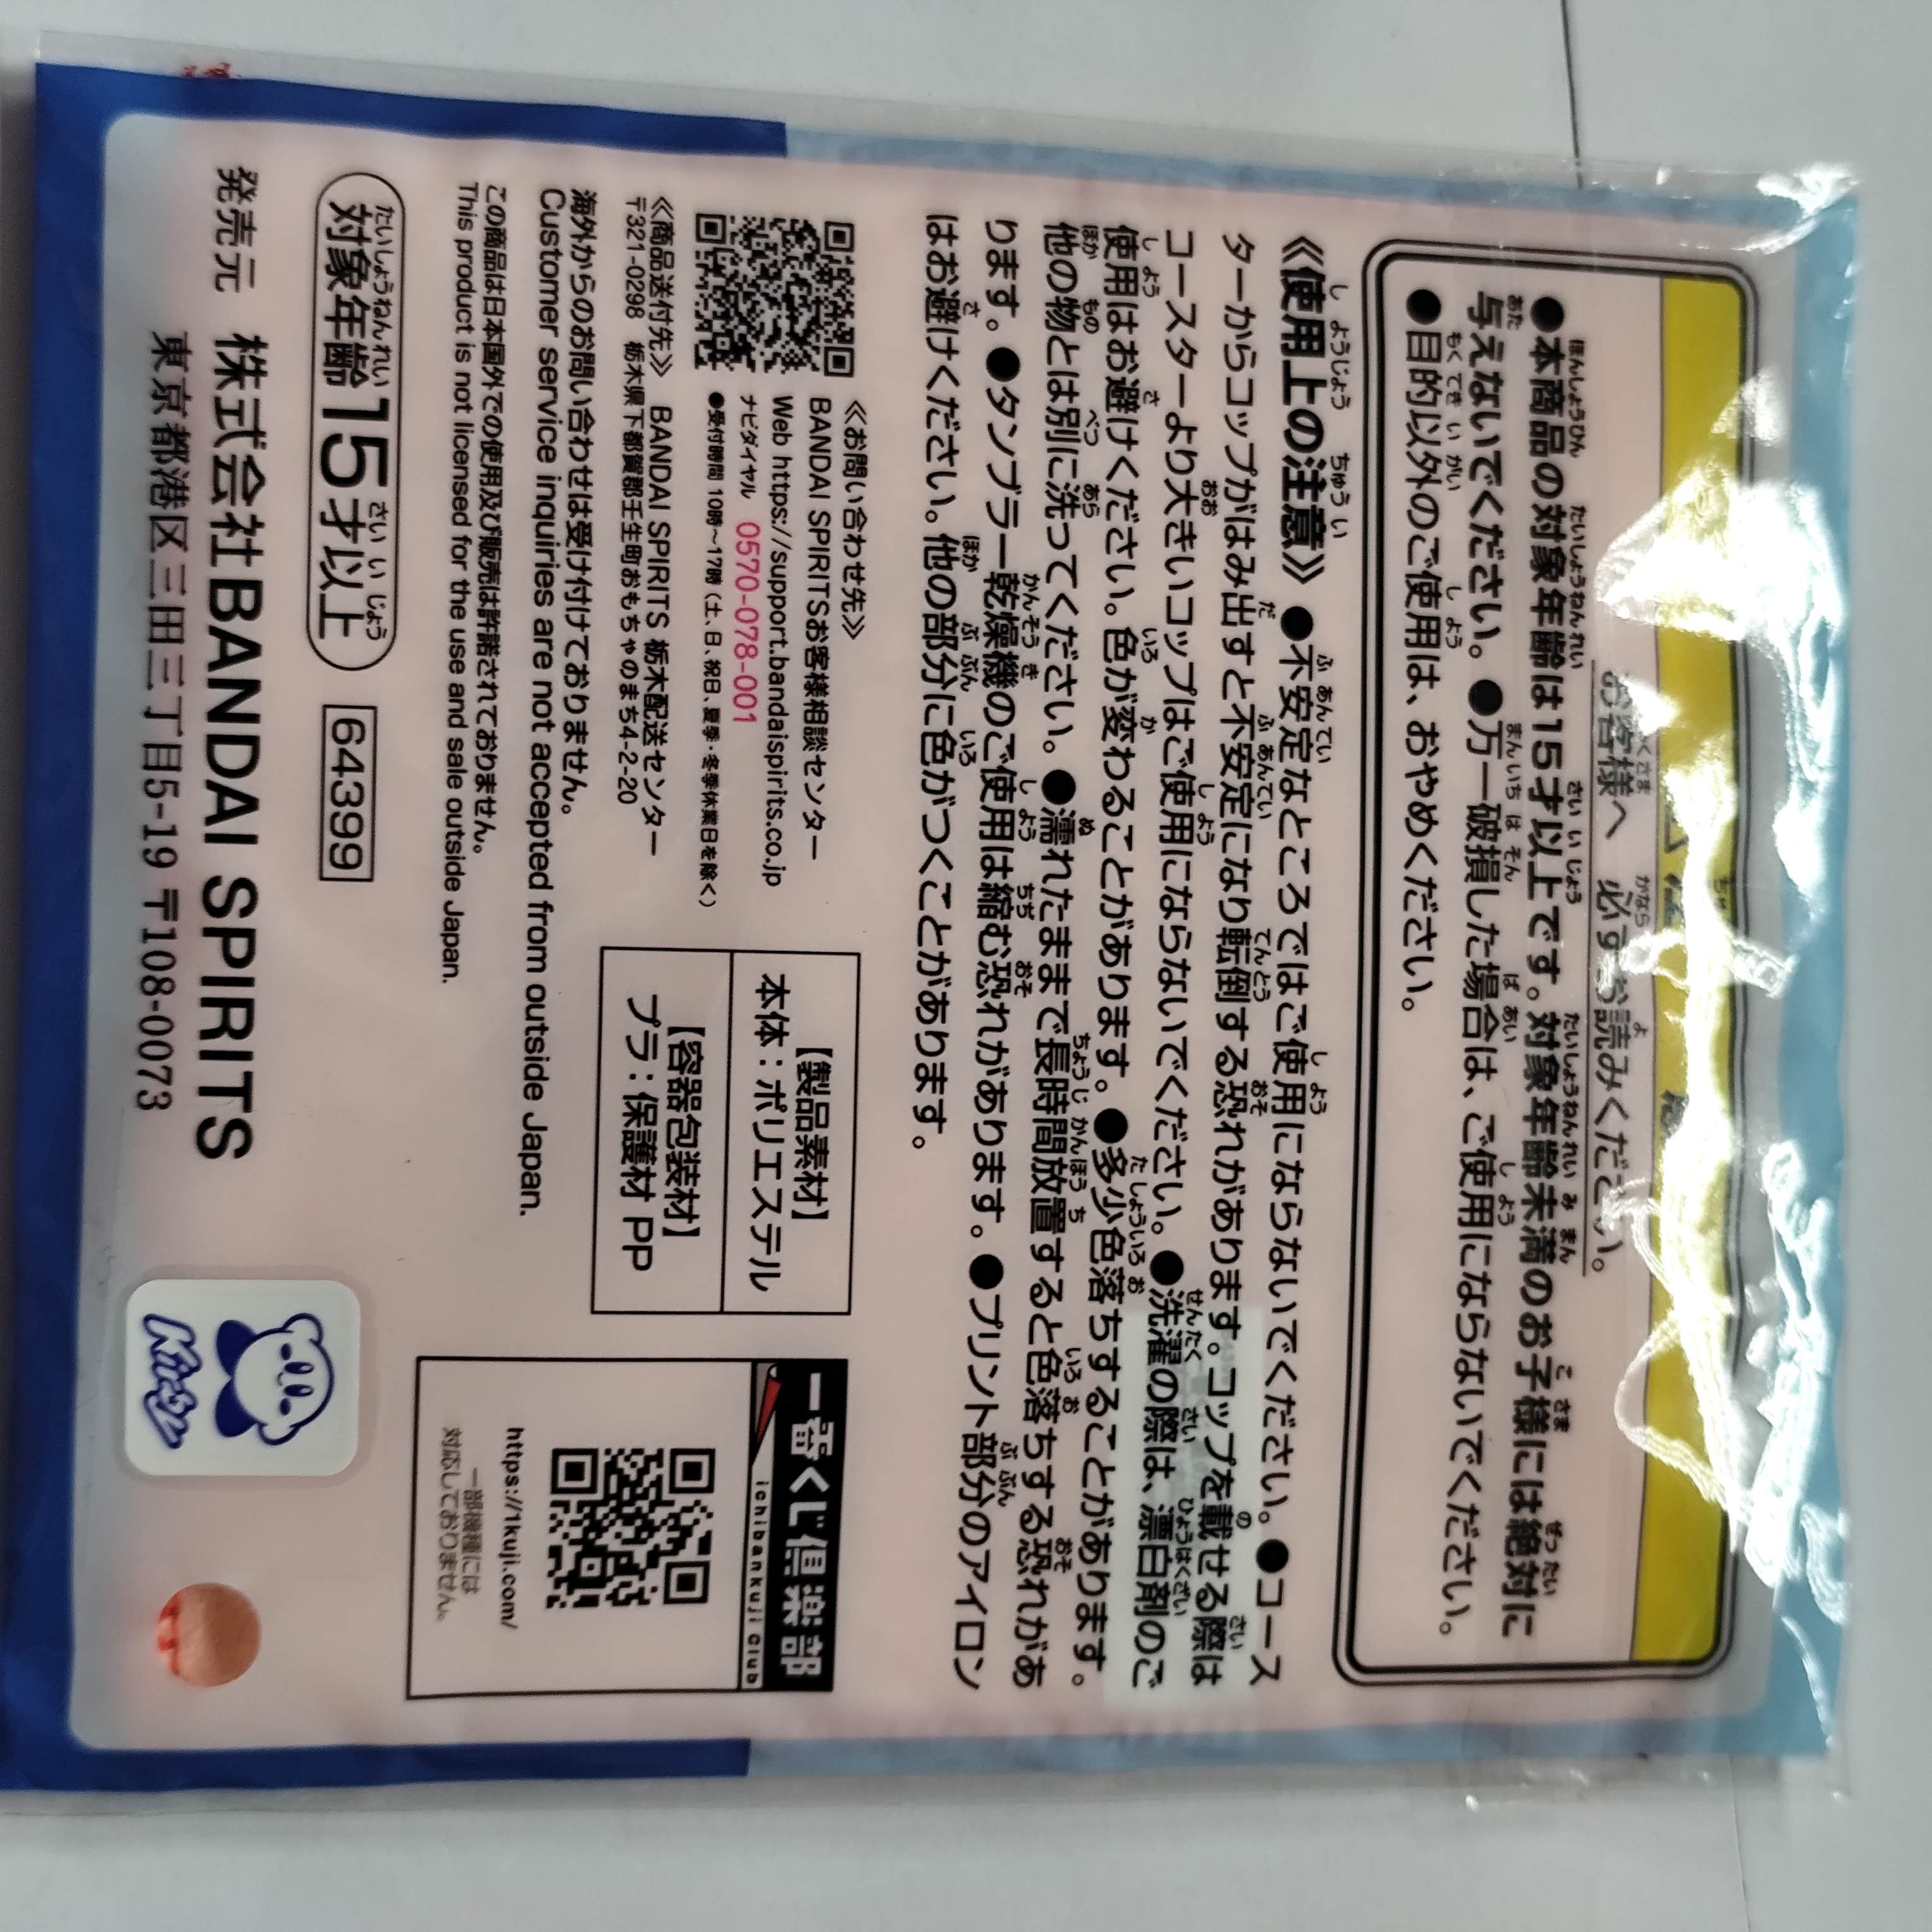 お客様へ 必ずお読みください。
●本商品の対象年齢は15才以上です。対象年齢未満のお子様には絶対に
与えないでください。●万一破損した場合は、ご使用にならないでください。
●目的以外のご使用は、おやめください。
《使用上の注意》●不安定なところではご使用にならないでください。●コース
ターからコップがはみ出すと不安定になり転倒する恐れがあります。コップを載せる際は
コースターより大きいコップはご使用にならないでください。●洗濯の際は、漂白剤のご
使用はお避けください。色が変わることがあります。●多少色落ちすることがあります。
他の物とは別に洗ってください。●濡れたままで長時間放置すると色落ちする恐れがあ
ります。●タンブラー乾燥機のご使用は縮む恐れがあります。●プリント部分のアイロン
はお避けください。他の部分に色がつくことがあります。
《お問い合わせ先》
BANDAI SPIRITSお客様相談センター
Web https://support.bandaispirits.co.jp
ナビダイヤル 0570-078-001
●受付時間 10時～17時（土、日、祝日、夏季・冬季休業日を除く）
《商品送付先》 BANDAI SPIRITS 栃木配送センター
〒321-0298 栃木県下都賀郡壬生町おもちゃのまち4-2-20
海外からのお問い合わせは受け付けておりません。
Customer service inquiries are not accepted from outside Japan.
この商品は日本国外での使用及び販売は許諾されておりません。
This product is not licensed for the use and sale outside Japan.
【製品素材】
本体：ポリエステル
【容器包装材】
プラ：保護材 PP
一番くじ倶楽部
ichibankuji club
https://1kuji.com/
一部機種には
対応しておりません。
対象年齢15才以上 64399
発売元 株式会社BANDAI SPIRITS
東京都港区三田三丁目5-19 〒108-0073
Kirby